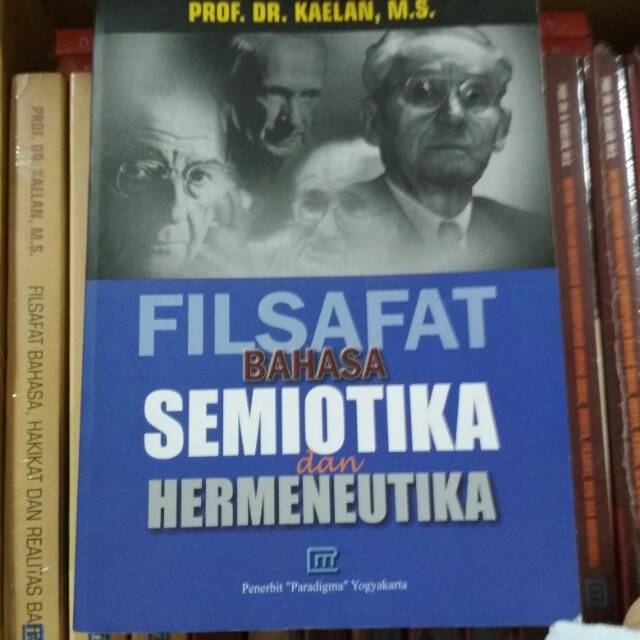 PROF. DR. KAELAN, M.S.
FILSAFAT
BAHASA
SEMIOTIKA
dan
HERMENEUTIKA
Penerbit "Paradigma" Yogyakarta
PROF. DR. KAELAN, M.S.
FILSAFAT BAHASA, HAKIKAT DAN REALITAS BA